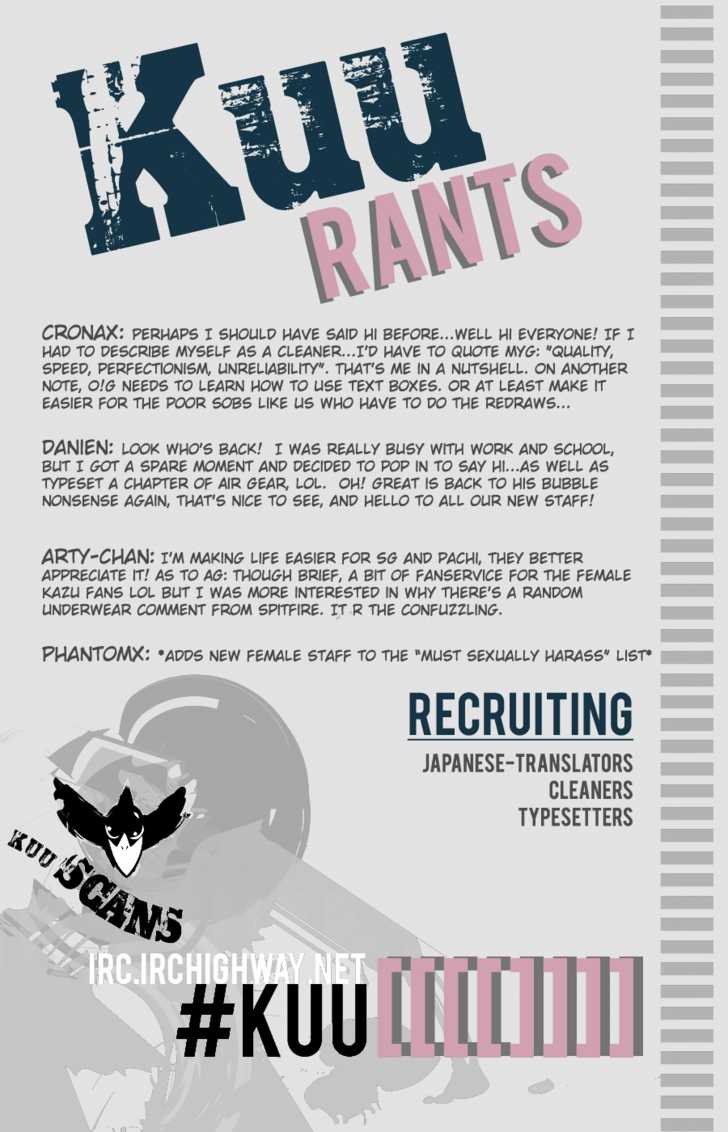 Kuu
RANTS
CRONAX: PERHAPS I SHOULD HAVE SAID HI BEFORE...WELL HI EVERYONE! IF I
HAD TO DESCRIBE MYSELF AS A CLEANER...I'D HAVE TO QUOTE MYG: "QUALITY,
SPEED, PERFECTIONISM, UNRELIABILITY". THAT'S ME IN A NUTSHELL. ON ANOTHER
NOTE, O!G NEEDS TO LEARN HOW TO USE TEXT BOXES. OR AT LEAST MAKE IT
EASIER FOR THE POOR SOBS LIKE US WHO HAVE TO DO THE REDRAWS...
DANIEN: LOOK WHO'S BACK! I WAS REALLY BUSY WITH WORK AND SCHOOL,
BUT I GOT A SPARE MOMENT AND DECIDED TO POP IN TO SAY HI...AS WELL AS
TYPESET A CHAPTER OF AIR GEAR, LOL. OH! GREAT IS BACK TO HIS BUBBLE
NONSENSE AGAIN, THAT'S NICE TO SEE, AND HELLO TO ALL OUR NEW STAFF!
ARTY-CHAN: I'M MAKING LIFE EASIER FOR SG AND PACHI, THEY BETTER
APPRECIATE IT! AS TO AG: THOUGH BRIEF, A BIT OF FANSERVICE FOR THE FEMALE
KAZU FANS LOL BUT I WAS MORE INTERESTED IN WHY THERE'S A RANDOM
UNDERWEAR COMMENT FROM SPITFIRE. IT R THE CONFUZZLING.
PHANTOMX: *ADDS NEW FEMALE STAFF TO THE "MUST SEXUALLY HARASS" LIST*
RECRUITING
JAPANESE-TRANSLATORS
CLEANERS
TYPESETTERS
KUU SCANS
IRC.IRCHIGHWAY.NET
#KUU[[[[]]]]